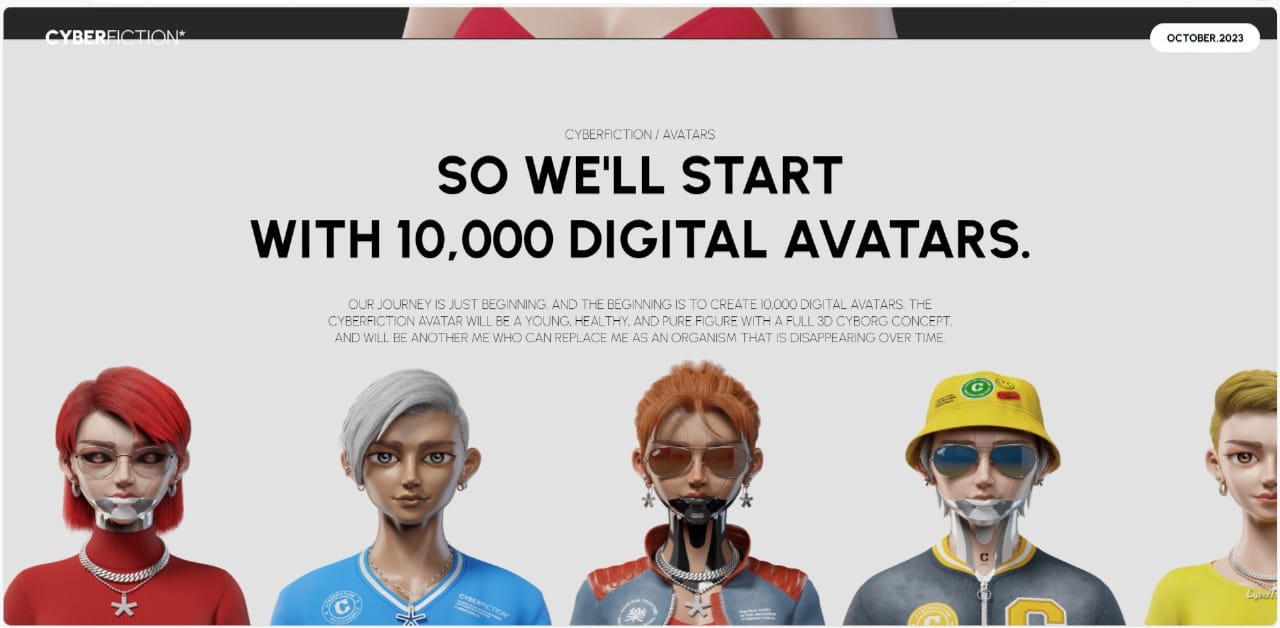 CYBERFICTION*
OCTOBER.2023
CYBERFICTION / AVATARS
SO WE'LL START
WITH 10,000 DIGITAL AVATARS.
OUR JOURNEY IS JUST BEGINNING, AND THE BEGINNING IS TO CREATE 10,000 DIGITAL AVATARS. THE
CYBERFICTION AVATAR WILL BE A YOUNG, HEALTHY, AND PURE FIGURE WITH A FULL 3D CYBORG CONCEPT,
AND WILL BE ANOTHER ME WHO CAN REPLACE ME AS AN ORGANISM THAT IS DISAPPEARING OVER TIME.
C
C
C
CYBERFICTION
C